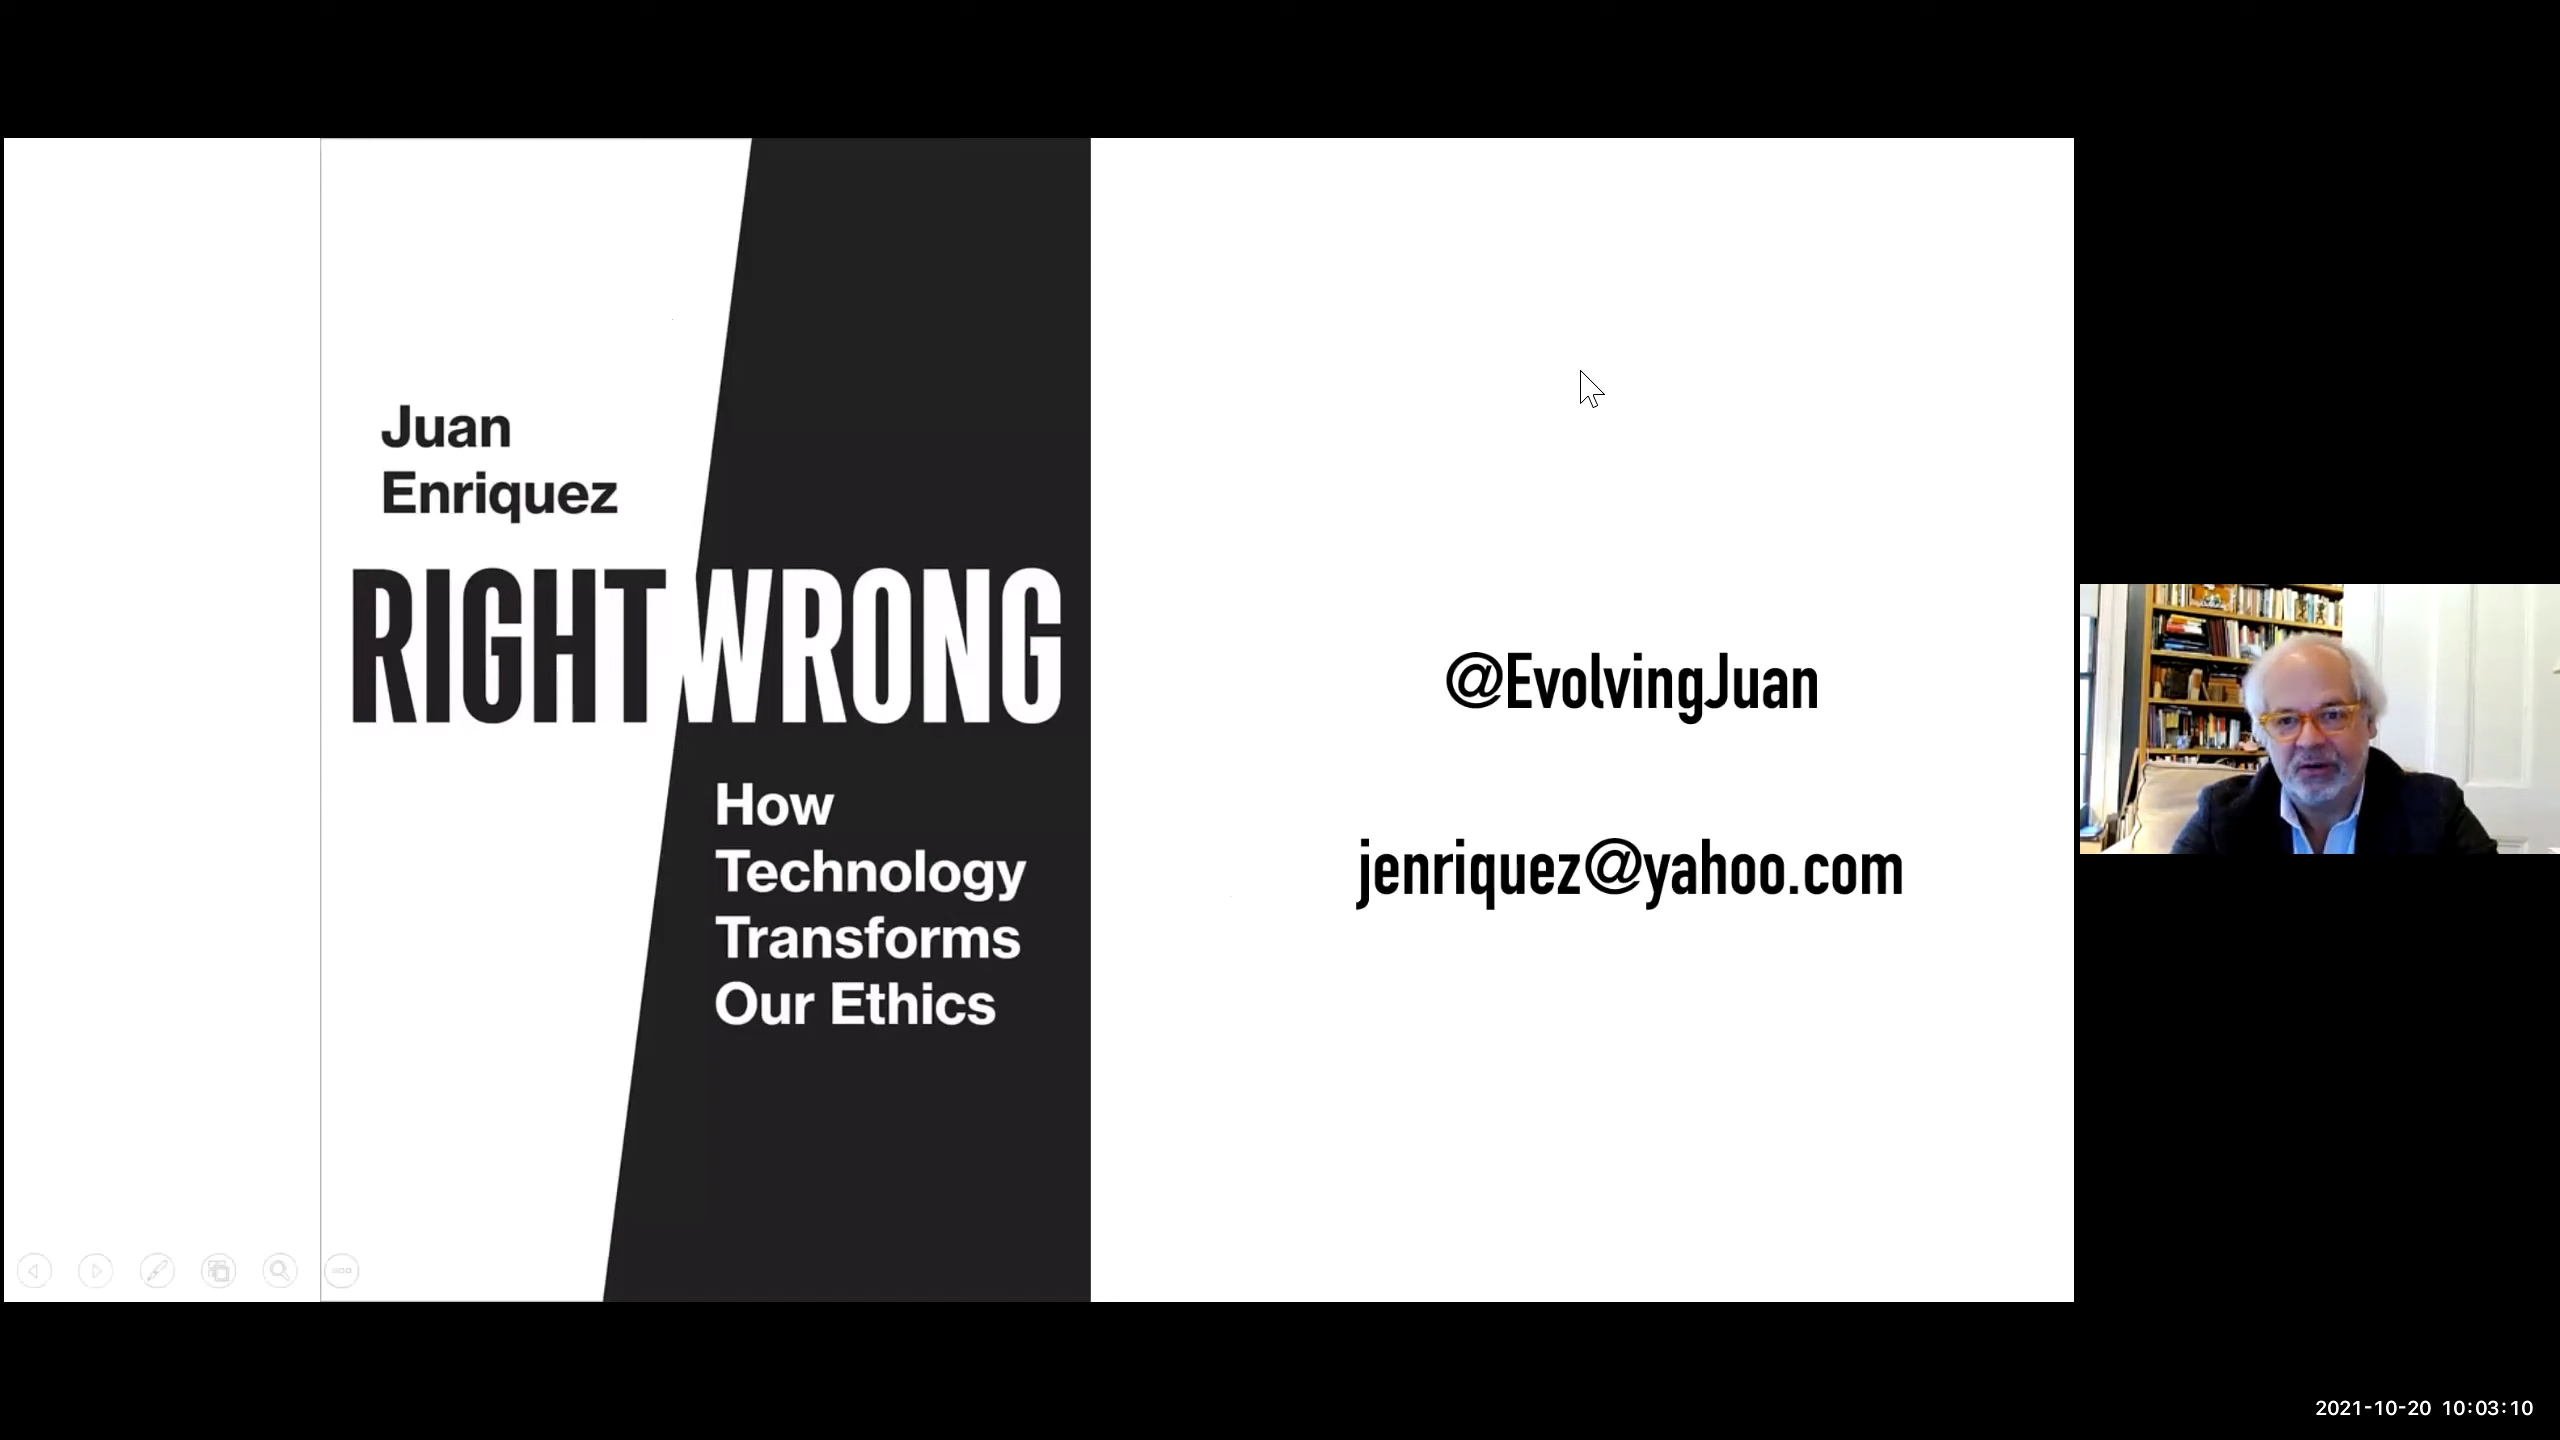 Juan
Enriquez
RIGHT WRONG
How
Technology
Transforms
Our Ethics
@EvolvingJuan
jenriquez@yahoo.com
2021-10-20 10:03:10